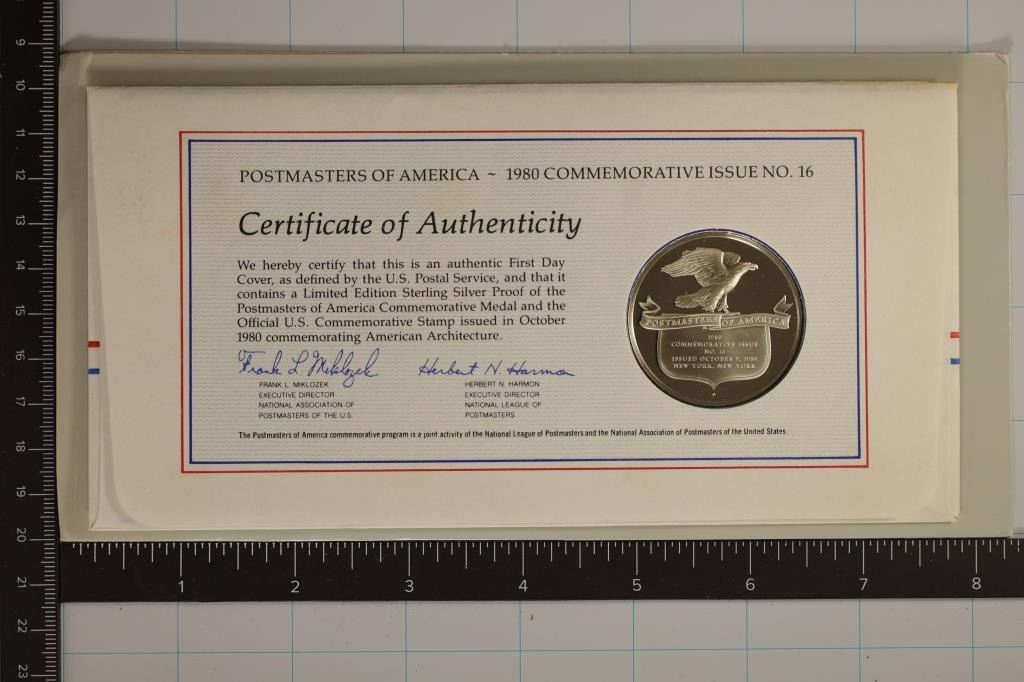 POSTMASTERS OF AMERICA ~ 1980 COMMEMORATIVE ISSUE NO. 16
Certificate of Authenticity
We hereby certify that this is an authentic First Day
Cover, as defined by the U.S. Postal Service, and that it
contains a Limited Edition Sterling Silver Proof of the
Postmasters of America Commemorative Medal and the
Official U.S. Commemorative Stamp issued in October
1980 commemorating American Architecture.
Frank L Miklozek
FRANK L. MIKLOZEK
EXECUTIVE DIRECTOR
NATIONAL ASSOCIATION OF
POSTMASTERS OF THE U.S.
Herbert N. Harmon
HERBERT N. HARMON
EXECUTIVE DIRECTOR
NATIONAL LEAGUE OF
POSTMASTERS
The Postmasters of America commemorative program is a joint activity of the National League of Postmasters and the National Association of Postmasters of the United States.
POSTMASTERS OF AMERICA
1980
COMMEMORATIVE ISSUE
NO. 16
ISSUED OCTOBER 9, 1980
NEW YORK, NEW YORK
9
10
11
12
13
14
15
16
17
18
19
20
21
22
23
1 2 3 4 5 6 7 8